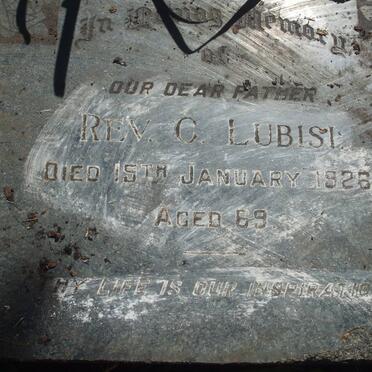 In Loving Memory
of
OUR DEAR FATHER
REV. C. LUBISI
DIED 15TH JANUARY 1926
AGED 69
THY LIFE IS OUR INSPIRATIO